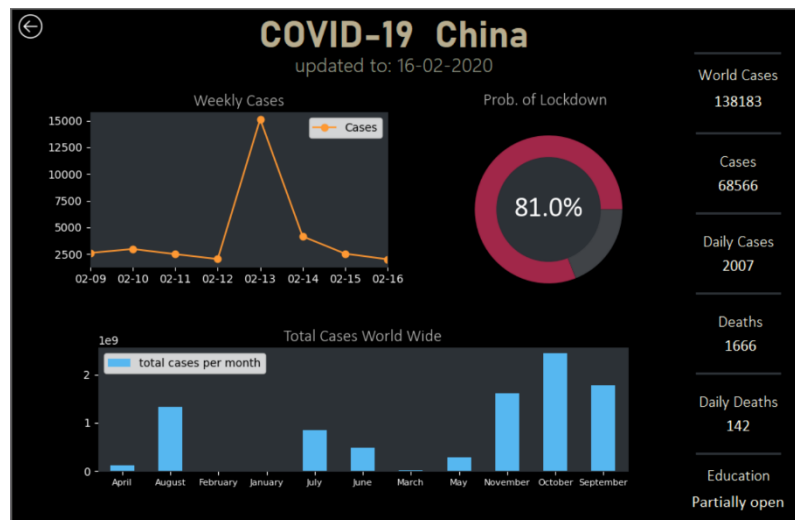 COVID-19 China
updated to: 16-02-2020
Weekly Cases
Cases
15000
12500
10000
7500
5000
2500
02-09 02-10 02-11 02-12 02-13 02-14 02-15 02-16
Prob. of Lockdown
81.0%
Total Cases World Wide
1e9
total cases per month
2
1
0
April August February January July June March May November October September
World Cases
138183
Cases
68566
Daily Cases
2007
Deaths
1666
Daily Deaths
142
Education
Partially open